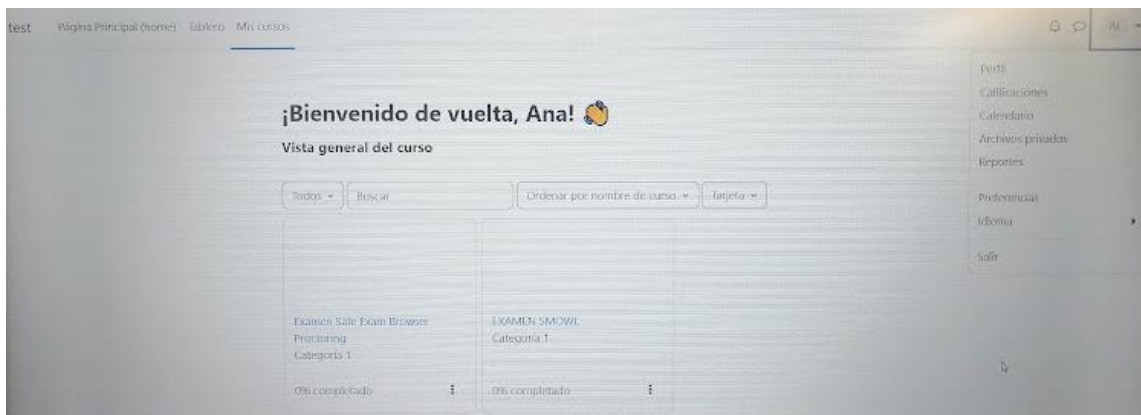 test
Página Principal (home) Tablero Mis cursos
AL
Perfil
Calificaciones
Calendario
Archivos privados
Reportes
Preferencias
Idioma
Salir
¡Bienvenido de vuelta, Ana! 👏
Vista general del curso
Todos
Buscar
Ordenar por nombre de curso
Tarjeta
Examen Safe Exam Browser
Proctoring
Categoría 1
0% completado
EXAMEN SMOWL
Categoría 1
0% completado